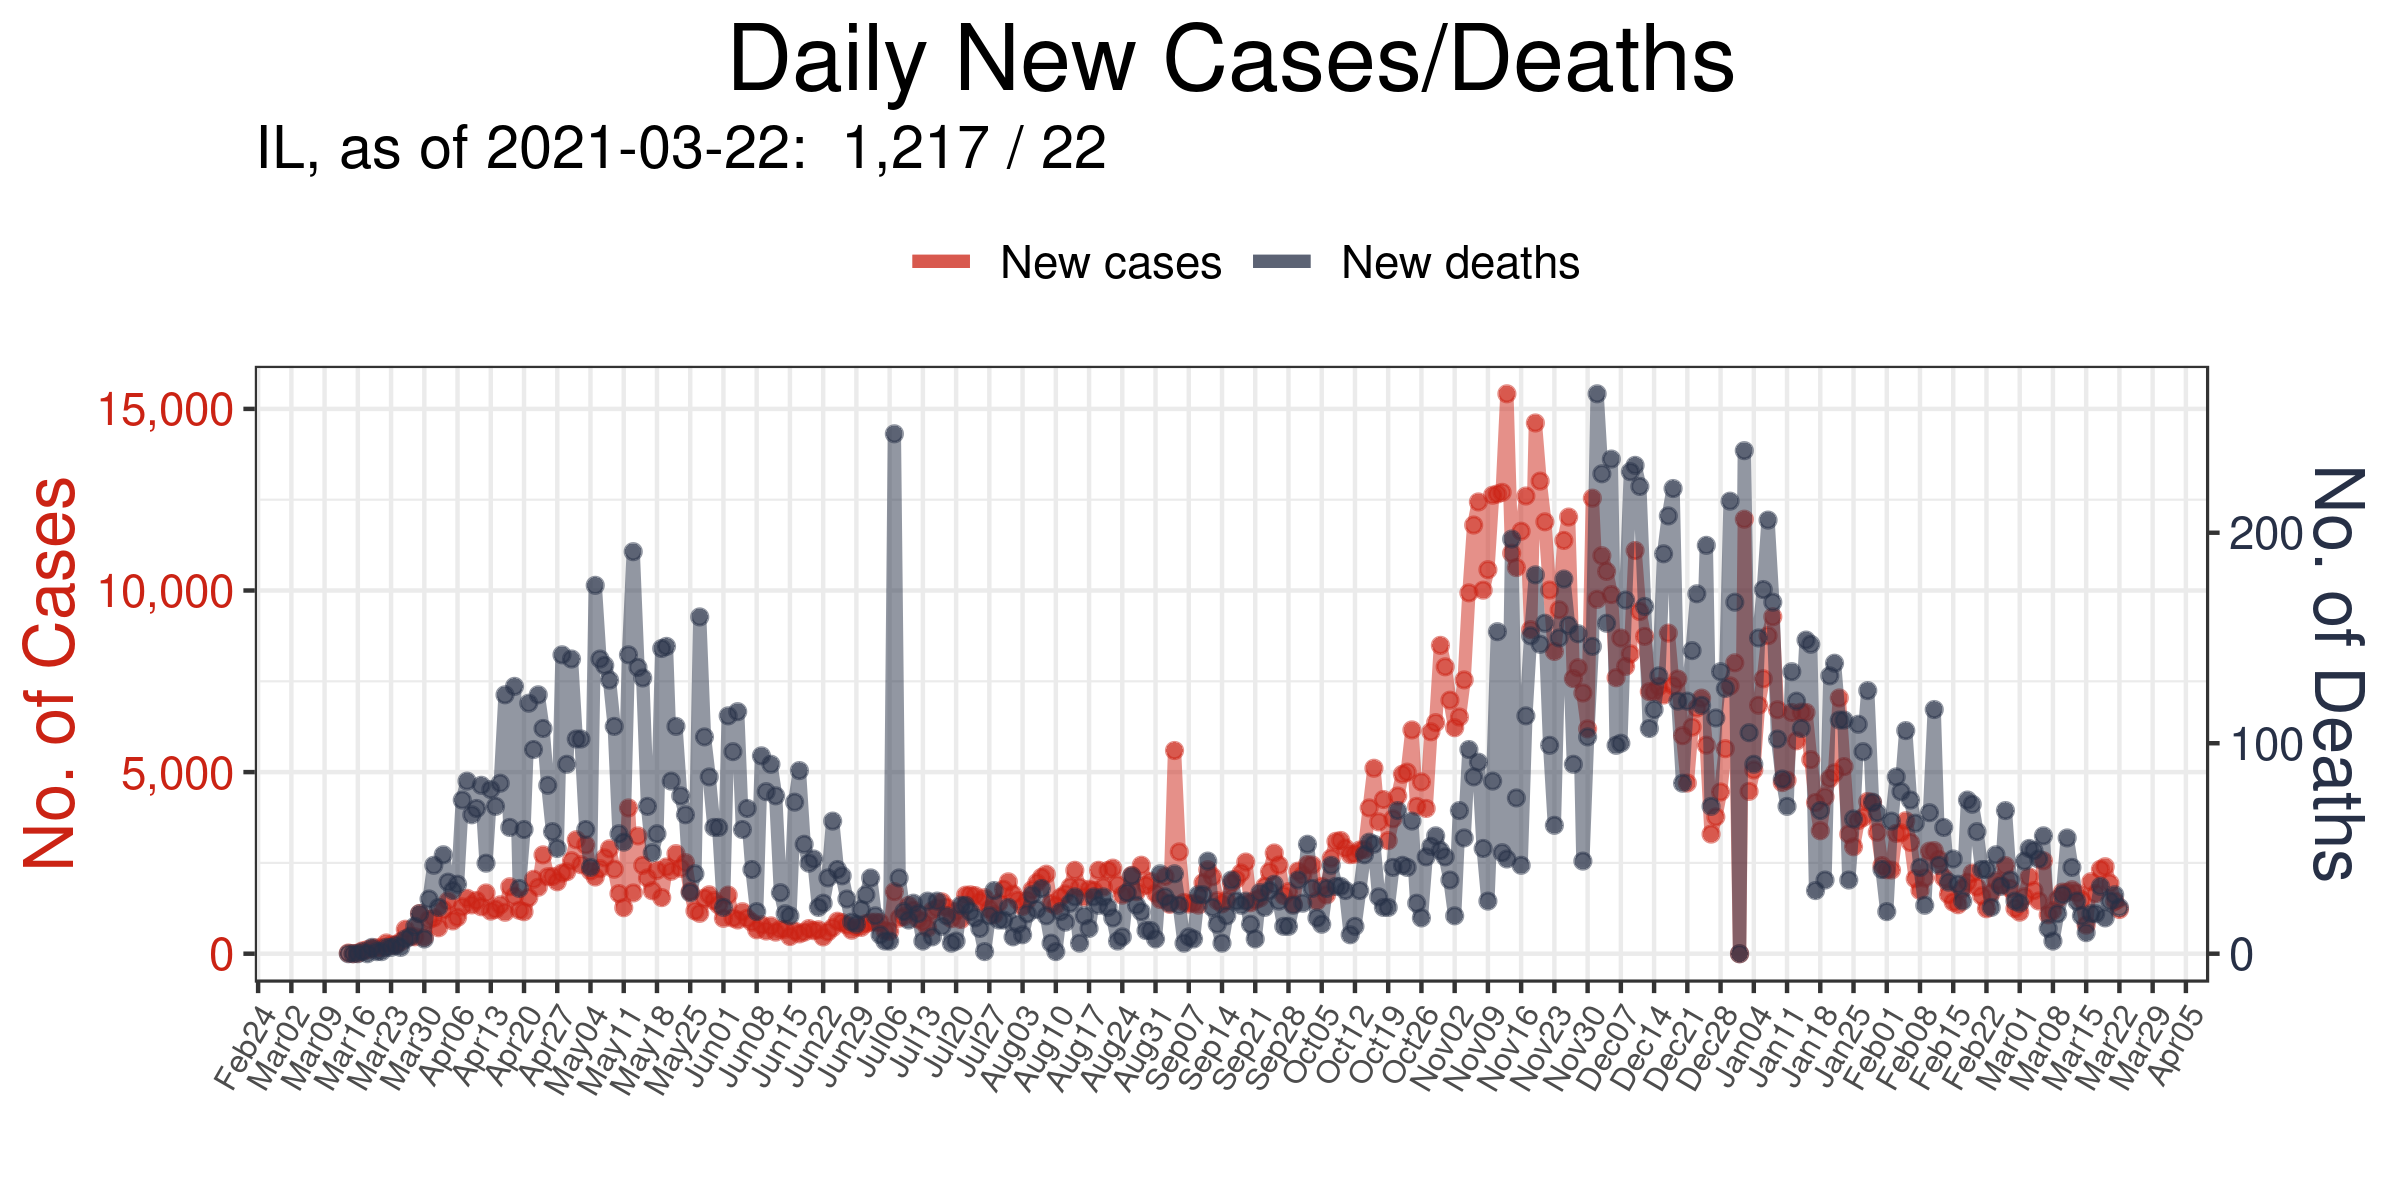 Daily New Cases/Deaths
IL, as of 2021-03-22:  1,217 / 22
New cases
New deaths
No. of Cases
15,000
10,000
5,000
0
No. of Deaths
200
100
0
Feb24
Mar02
Mar09
Mar16
Mar23
Mar30
Apr06
Apr13
Apr20
Apr27
May04
May11
May18
May25
Jun01
Jun08
Jun15
Jun22
Jun29
Jul06
Jul13
Jul20
Jul27
Aug03
Aug10
Aug17
Aug24
Aug31
Sep07
Sep14
Sep21
Sep28
Oct05
Oct12
Oct19
Oct26
Nov02
Nov09
Nov16
Nov23
Nov30
Dec07
Dec14
Dec21
Dec28
Jan04
Jan11
Jan18
Jan25
Feb01
Feb08
Feb15
Feb22
Mar01
Mar08
Mar15
Mar22
Mar29
Apr05